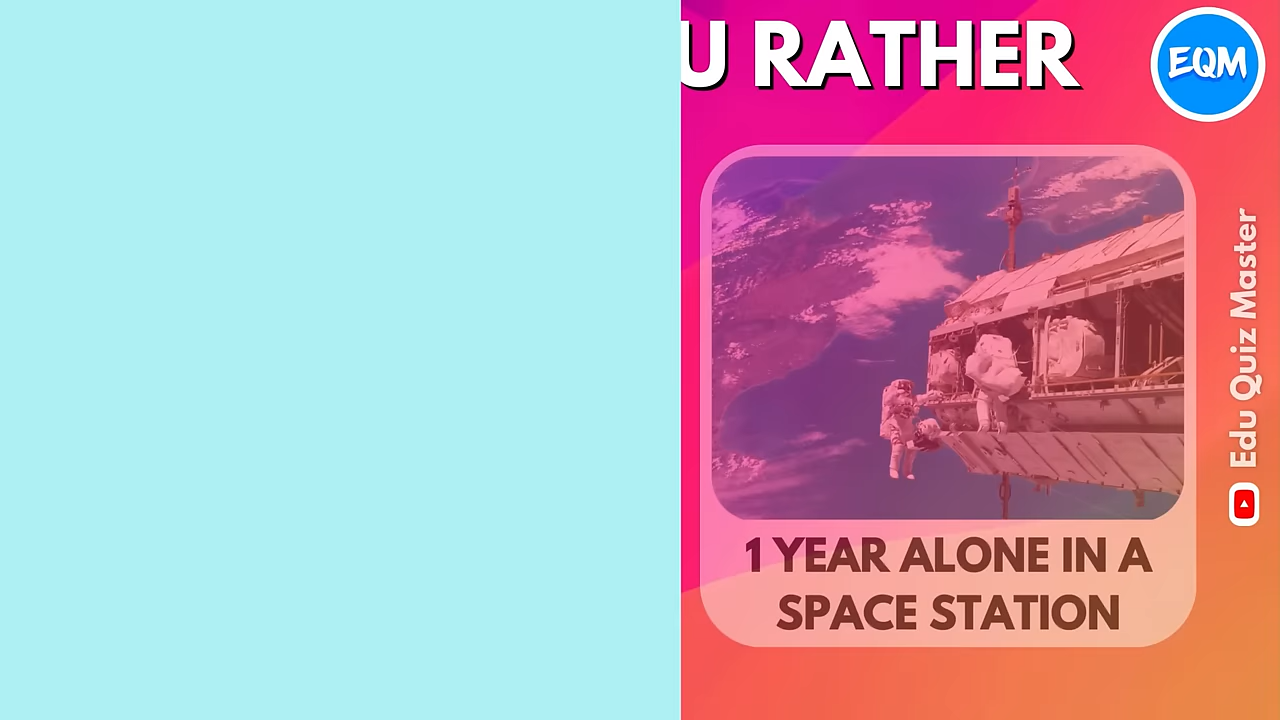 U RATHER
EQM
1 YEAR ALONE IN A
SPACE STATION
Edu Quiz Master